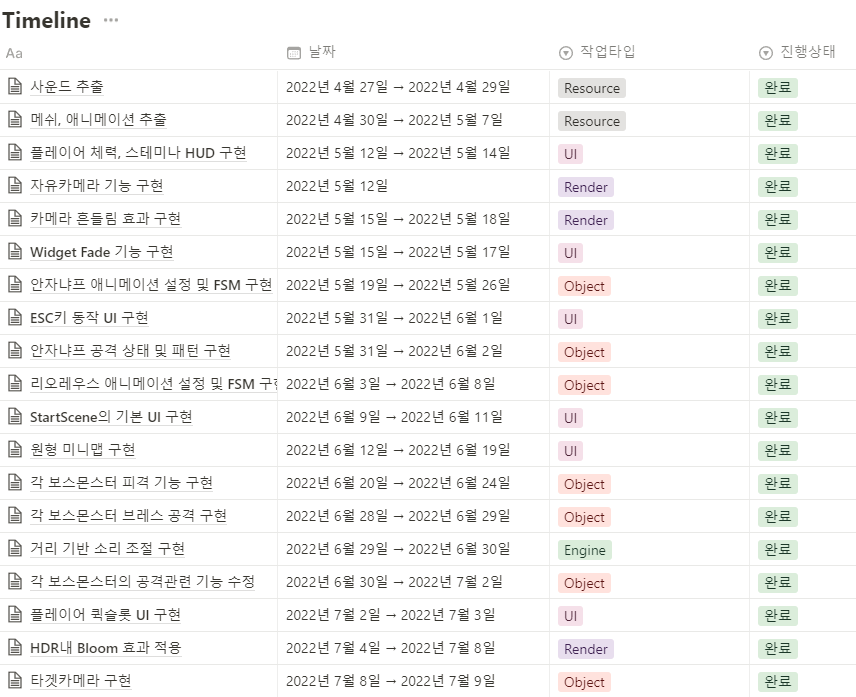 Timeline ···
Aa 날짜 작업타입 진행상태
사운드 추출 2022년 4월 27일 → 2022년 4월 29일 Resource 완료
메쉬, 애니메이션 추출 2022년 4월 30일 → 2022년 5월 7일 Resource 완료
플레이어 체력, 스테미나 HUD 구현 2022년 5월 12일 → 2022년 5월 14일 UI 완료
자유카메라 기능 구현 2022년 5월 12일 Render 완료
카메라 흔들림 효과 구현 2022년 5월 15일 → 2022년 5월 18일 Render 완료
Widget Fade 기능 구현 2022년 5월 15일 → 2022년 5월 17일 UI 완료
안자냐프 애니메이션 설정 및 FSM 구현 2022년 5월 19일 → 2022년 5월 26일 Object 완료
ESC키 동작 UI 구현 2022년 5월 31일 → 2022년 6월 1일 UI 완료
안자냐프 공격 상태 및 패턴 구현 2022년 5월 31일 → 2022년 6월 2일 Object 완료
리오레우스 애니메이션 설정 및 FSM 구현 2022년 6월 3일 → 2022년 6월 8일 Object 완료
StartScene의 기본 UI 구현 2022년 6월 9일 → 2022년 6월 11일 UI 완료
원형 미니맵 구현 2022년 6월 12일 → 2022년 6월 19일 UI 완료
각 보스몬스터 피격 기능 구현 2022년 6월 20일 → 2022년 6월 24일 Object 완료
각 보스몬스터 브레스 공격 구현 2022년 6월 28일 → 2022년 6월 29일 Object 완료
거리 기반 소리 조절 구현 2022년 6월 29일 → 2022년 6월 30일 Engine 완료
각 보스몬스터의 공격관련 기능 수정 2022년 6월 30일 → 2022년 7월 2일 Object 완료
플레이어 퀵슬롯 UI 구현 2022년 7월 2일 → 2022년 7월 3일 UI 완료
HDR내 Bloom 효과 적용 2022년 7월 4일 → 2022년 7월 8일 Render 완료
타겟카메라 구현 2022년 7월 8일 → 2022년 7월 9일 Object 완료